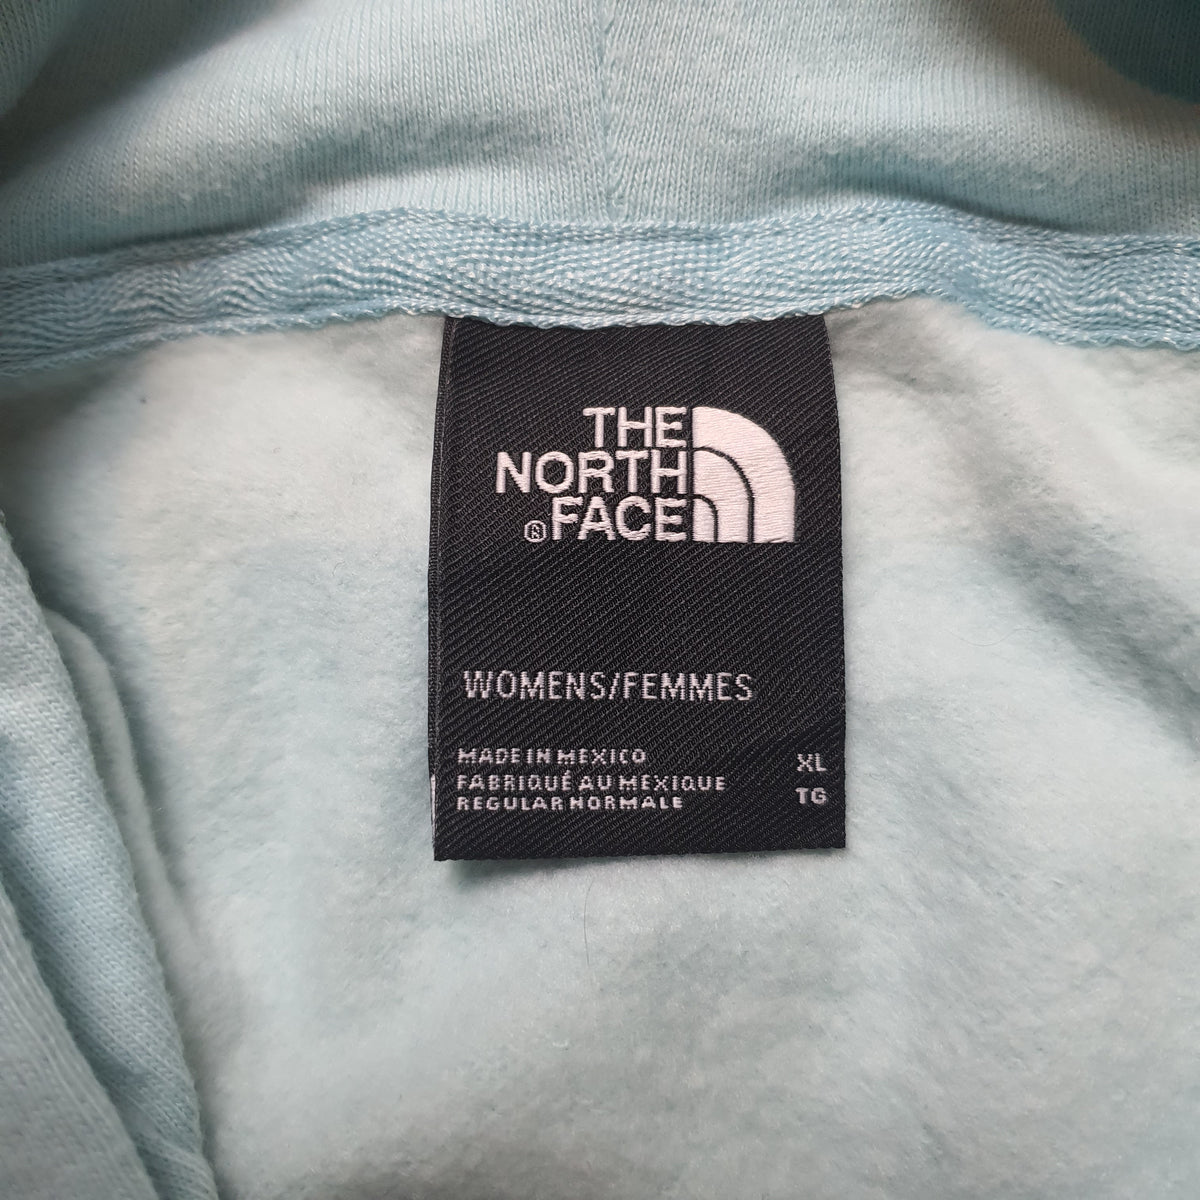 THE
NORTH
®FACE
WOMENS/FEMMES
MADE IN MEXICO XL
FABRIQUÉ AU MEXIQUE TG
REGULAR NORMALE